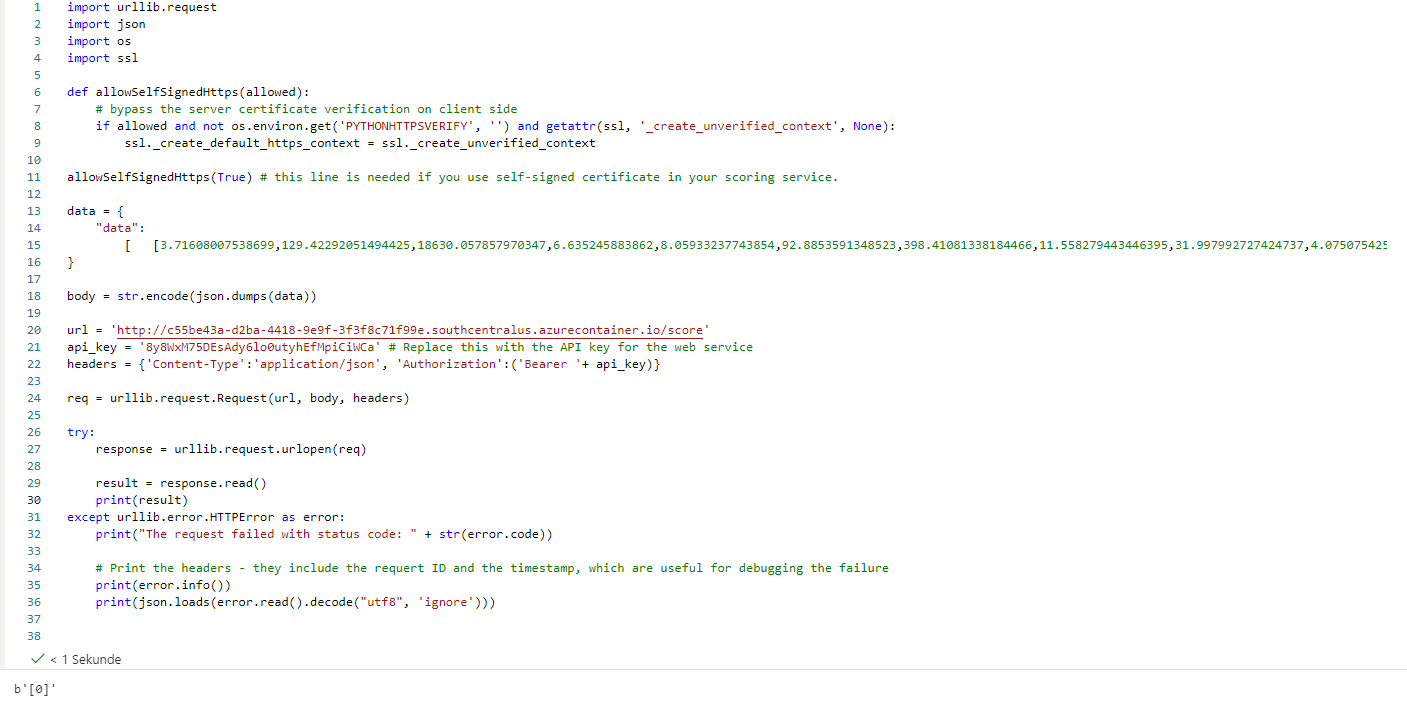 1 import urllib.request
2 import json
3 import os
4 import ssl
5
6 def allowSelfSignedHttps(allowed):
7     # bypass the server certificate verification on client side
8     if allowed and not os.environ.get('PYTHONHTTPSVERIFY', '') and getattr(ssl, '_create_unverified_context', None):
9         ssl._create_default_https_context = ssl._create_unverified_context
10
11 allowSelfSignedHttps(True) # this line is needed if you use self-signed certificate in your scoring service.
12
13 data = {
14     "data":
15         [   [3.71608007538699,129.42292051494425,18630.057857970347,6.635245883862,8.05933237743854,92.8853591348523,398.41081338184466,11.558279443446395,31.997992727424737,4.075075425
16 }
17
18 body = str.encode(json.dumps(data))
19
20 url = 'http://c55be43a-d2ba-4418-9e9f-3f3f8c71f99e.southcentralus.azurecontainer.io/score'
21 api_key = '8y8WxM75DEsAdy6lo0utyhEfMpiCiWCa' # Replace this with the API key for the web service
22 headers = {'Content-Type':'application/json', 'Authorization':('Bearer '+ api_key)}
23
24 req = urllib.request.Request(url, body, headers)
25
26 try:
27     response = urllib.request.urlopen(req)
28
29     result = response.read()
30     print(result)
31 except urllib.error.HTTPError as error:
32     print("The request failed with status code: " + str(error.code))
33
34     # Print the headers - they include the requert ID and the timestamp, which are useful for debugging the failure
35     print(error.info())
36     print(json.loads(error.read().decode("utf8", 'ignore')))
37
38
< 1 Sekunde
b'[0]'